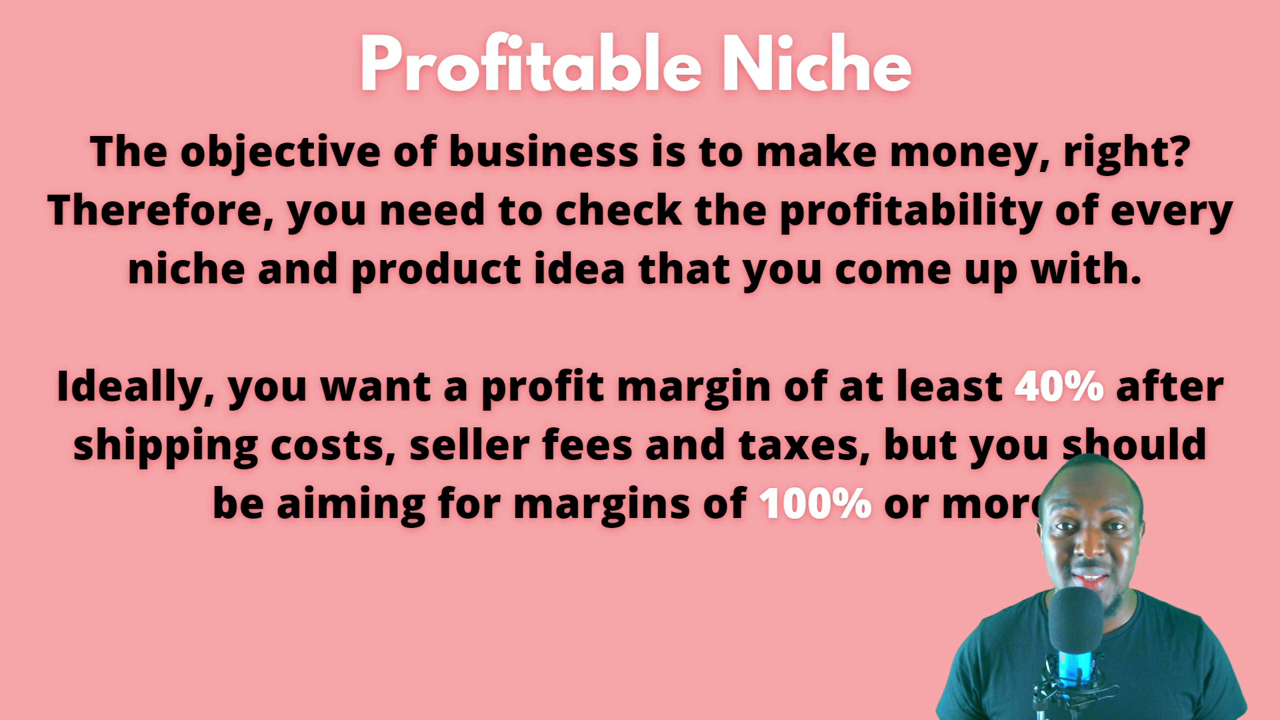 Profitable Niche
The objective of business is to make money, right?
Therefore, you need to check the profitability of every
niche and product idea that you come up with.
Ideally, you want a profit margin of at least 40% after
shipping costs, seller fees and taxes, but you should
be aiming for margins of 100% or more